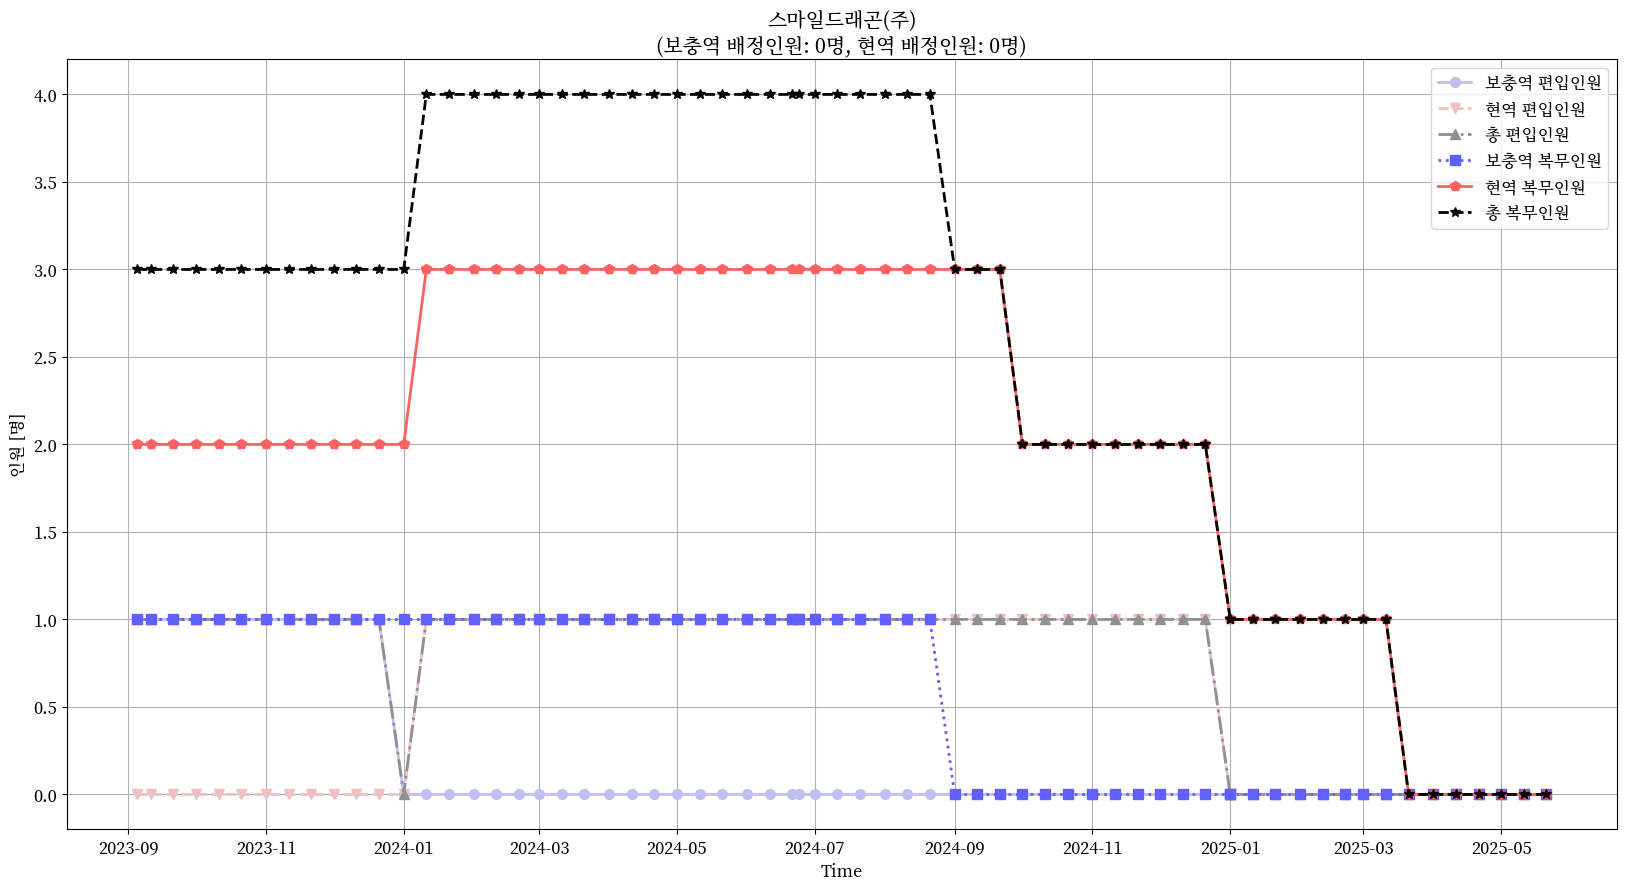 스마일드래곤(주)
(보충역 배정인원: 0명, 현역 배정인원: 0명)
보충역 편입인원
현역 편입인원
총 편입인원
보충역 복무인원
현역 복무인원
총 복무인원
4.0
3.5
3.0
2.5
2.0
1.5
1.0
0.5
0.0
인원 [명]
2023-09
2023-11
2024-01
2024-03
2024-05
2024-07
2024-09
2024-11
2025-01
2025-03
2025-05
Time